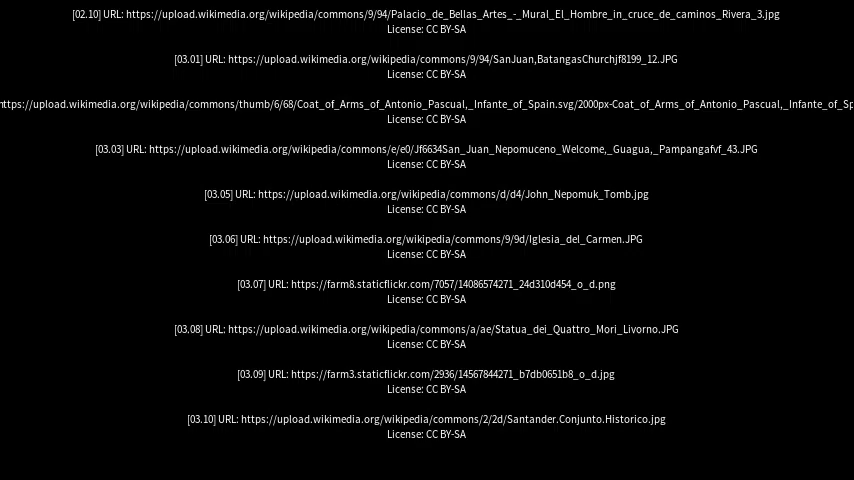 [02.10] URL: https://upload.wikimedia.org/wikipedia/commons/9/94/Palacio_de_Bellas_Artes_-_Mural_El_Hombre_in_cruce_de_caminos_Rivera_3.jpg
License: CC BY-SA
[03.01] URL: https://upload.wikimedia.org/wikipedia/commons/9/94/SanJuan,BatangasChurchjf8199_12.JPG
License: CC BY-SA
https://upload.wikimedia.org/wikipedia/commons/thumb/6/68/Coat_of_Arms_of_Antonio_Pascual,_Infante_of_Spain.svg/2000px-Coat_of_Arms_of_Antonio_Pascual,_Infante_of_Sp
License: CC BY-SA
[03.03] URL: https://upload.wikimedia.org/wikipedia/commons/e/e0/Jf6634San_Juan_Nepomuceno_Welcome,_Guagua,_Pampangafvf_43.JPG
License: CC BY-SA
[03.05] URL: https://upload.wikimedia.org/wikipedia/commons/d/d4/John_Nepomuk_Tomb.jpg
License: CC BY-SA
[03.06] URL: https://upload.wikimedia.org/wikipedia/commons/9/9d/Iglesia_del_Carmen.JPG
License: CC BY-SA
[03.07] URL: https://farm8.staticflickr.com/7057/14086574271_24d310d454_o_d.png
License: CC BY-SA
[03.08] URL: https://upload.wikimedia.org/wikipedia/commons/a/ae/Statua_dei_Quattro_Mori_Livorno.JPG
License: CC BY-SA
[03.09] URL: https://farm3.staticflickr.com/2936/14567844271_b7db0651b8_o_d.jpg
License: CC BY-SA
[03.10] URL: https://upload.wikimedia.org/wikipedia/commons/2/2d/Santander.Conjunto.Historico.jpg
License: CC BY-SA